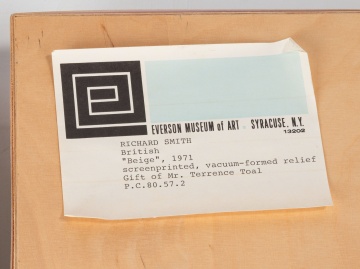 EVERSON MUSEUM of ART SYRACUSE, N.Y.
13202
RICHARD SMITH
British
"Beige", 1971
screenprinted, vacuum-formed relief
Gift of Mr. Terrence Toal
P.C.80.57.2